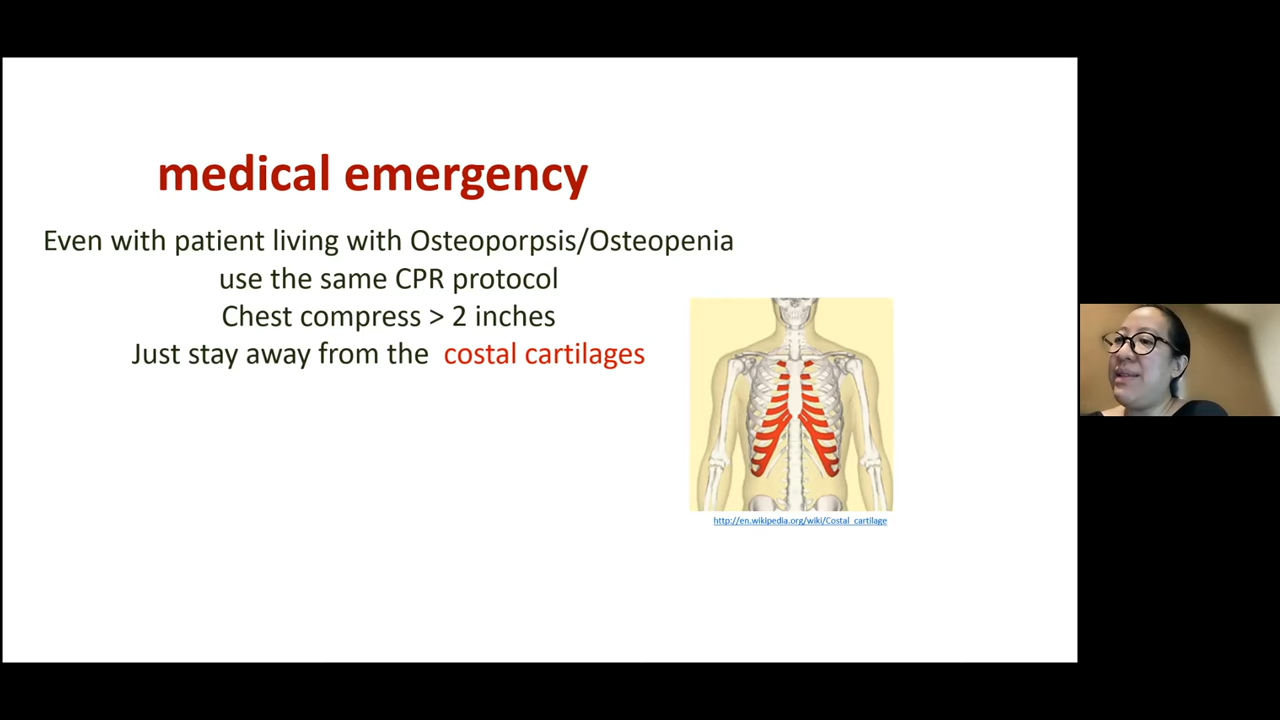 medical emergency
Even with patient living with Osteoporpsis/Osteopenia
use the same CPR protocol
Chest compress > 2 inches
Just stay away from the costal cartilages
http://en.wikipedia.org/wiki/Costal_cartilage